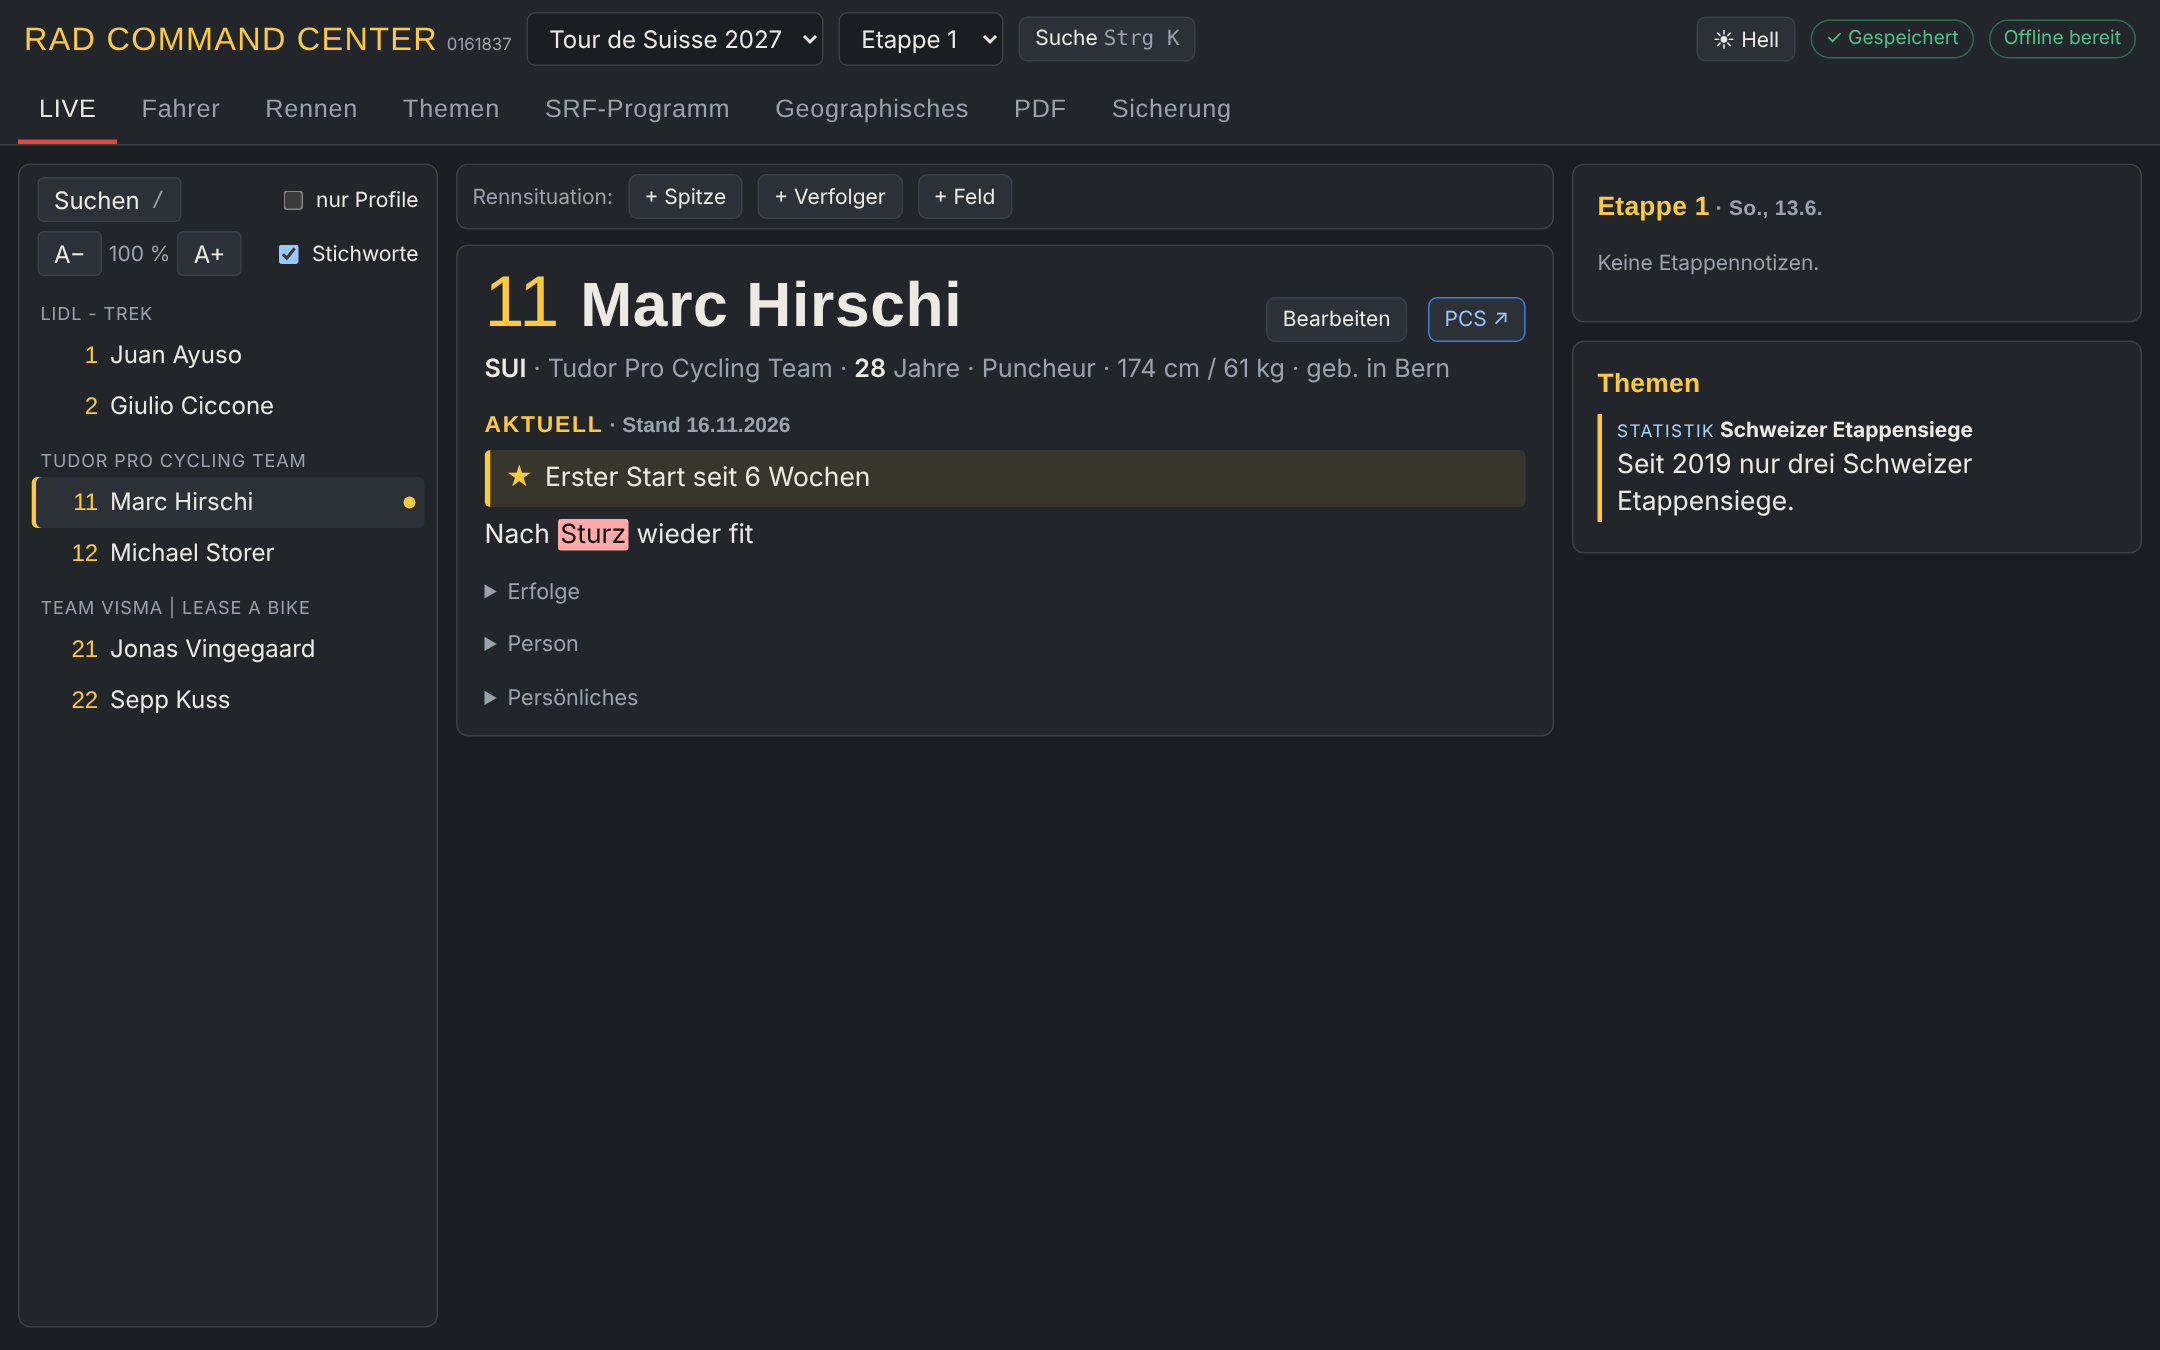 RAD COMMAND CENTER 0161837 Tour de Suisse 2027 Etappe 1 Suche Strg K ☀ Hell ✓ Gespeichert Offline bereit
LIVE Fahrer Rennen Themen SRF-Programm Geographisches PDF Sicherung
Suchen / nur Profile
A− 100 % A+ Stichworte
LIDL - TREK
1 Juan Ayuso
2 Giulio Ciccone
TUDOR PRO CYCLING TEAM
11 Marc Hirschi
12 Michael Storer
TEAM VISMA | LEASE A BIKE
21 Jonas Vingegaard
22 Sepp Kuss
Rennsituation: + Spitze + Verfolger + Feld
11 Marc Hirschi Bearbeiten PCS ↗
SUI · Tudor Pro Cycling Team · 28 Jahre · Puncheur · 174 cm / 61 kg · geb. in Bern
AKTUELL · Stand 16.11.2026
★ Erster Start seit 6 Wochen
Nach Sturz wieder fit
▶ Erfolge
▶ Person
▶ Persönliches
Etappe 1 · So., 13.6.
Keine Etappennotizen.
Themen
STATISTIK Schweizer Etappensiege
Seit 2019 nur drei Schweizer
Etappensiege.